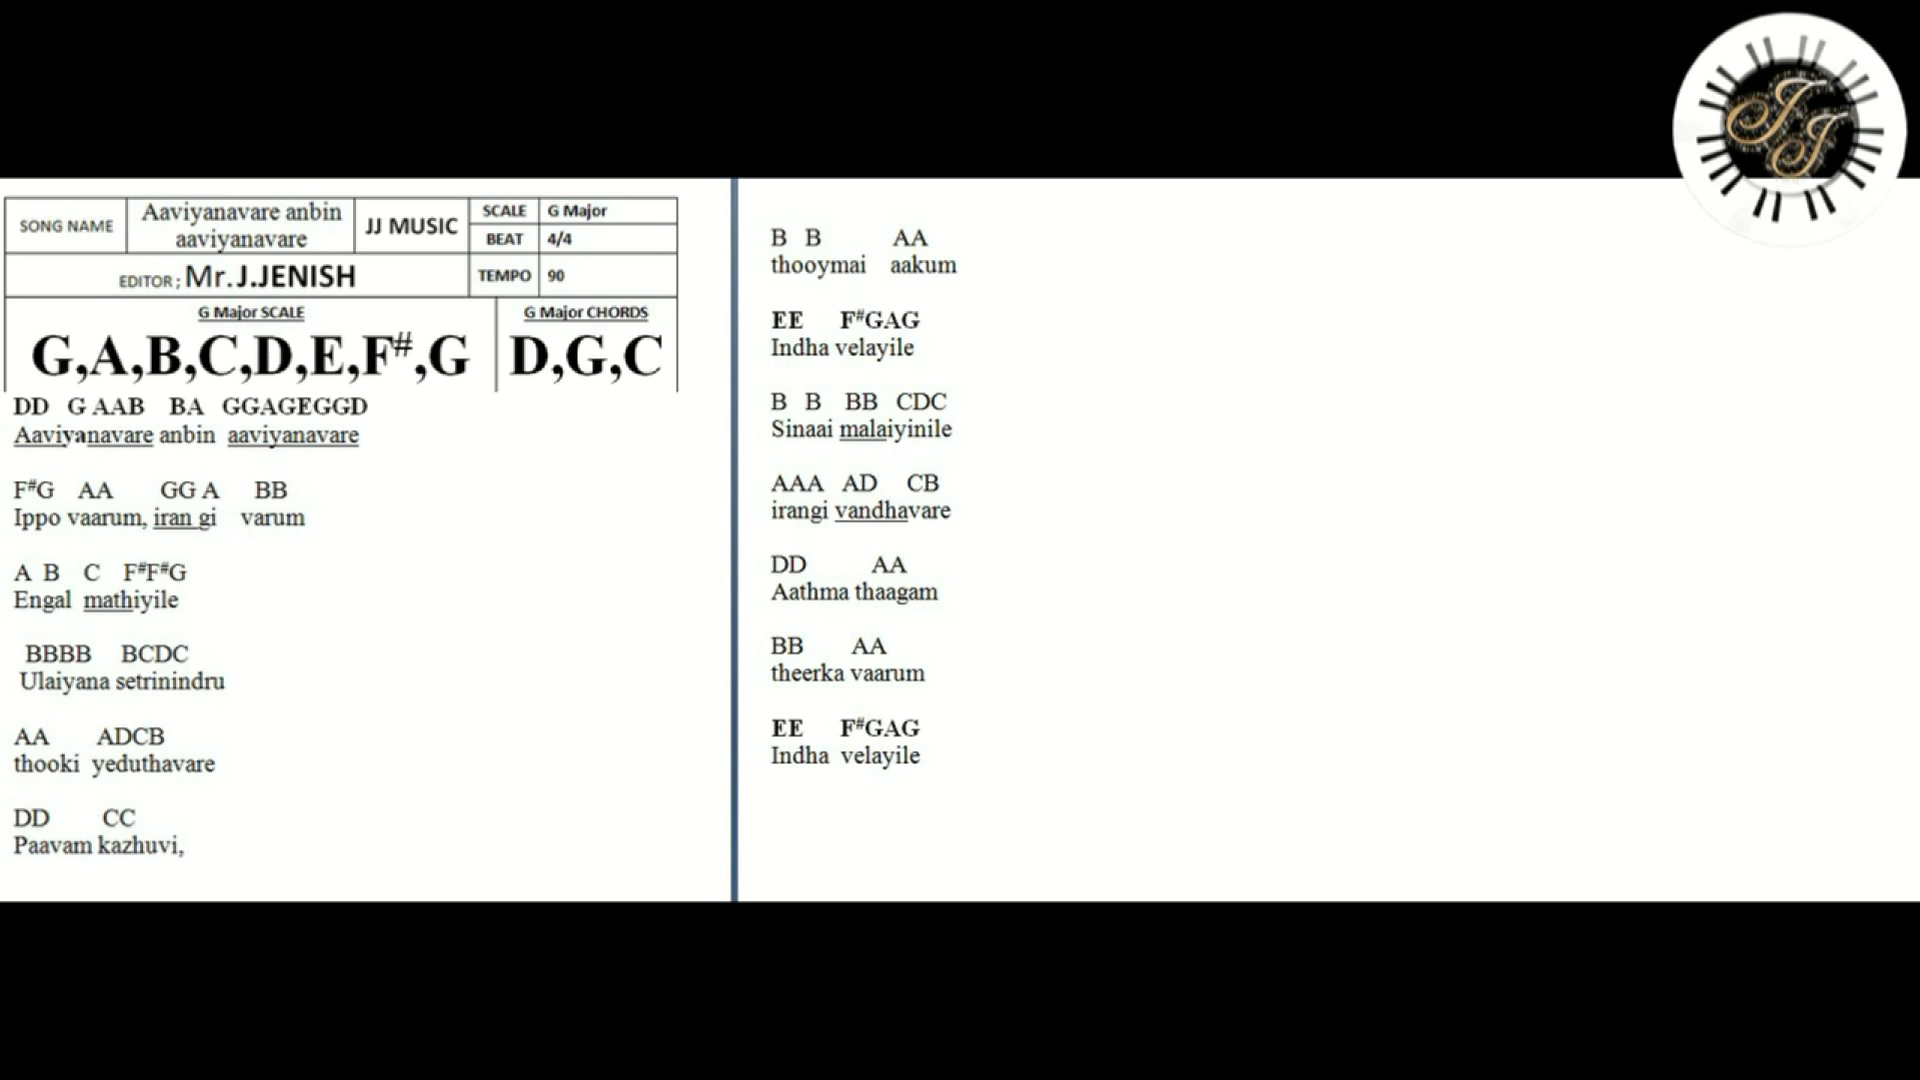 SONG NAME
Aaviyanavare anbin
aaviyanavare
JJ MUSIC
SCALE G Major
BEAT 4/4
EDITOR ; Mr. J.JENISH
TEMPO 90
G Major SCALE
G,A,B,C,D,E,F#,G
G Major CHORDS
D,G,C
DD G AAB BA GGAGEGGD
Aaviyanavare anbin aaviyanavare
F#G AA GG A BB
Ippo vaarum, iran gi varum
A B C F#F#G
Engal mathiyile
BBBB BCDC
Ulaiyana setrinindru
AA ADCB
thooki yeduthavare
DD CC
Paavam kazhuvi,
B B AA
thooymai aakum
EE F#GAG
Indha velayile
B B BB CDC
Sinaai malaiyinile
AAA AD CB
irangi vandhavare
DD AA
Aathma thaagam
BB AA
theerka vaarum
EE F#GAG
Indha velayile
JJ